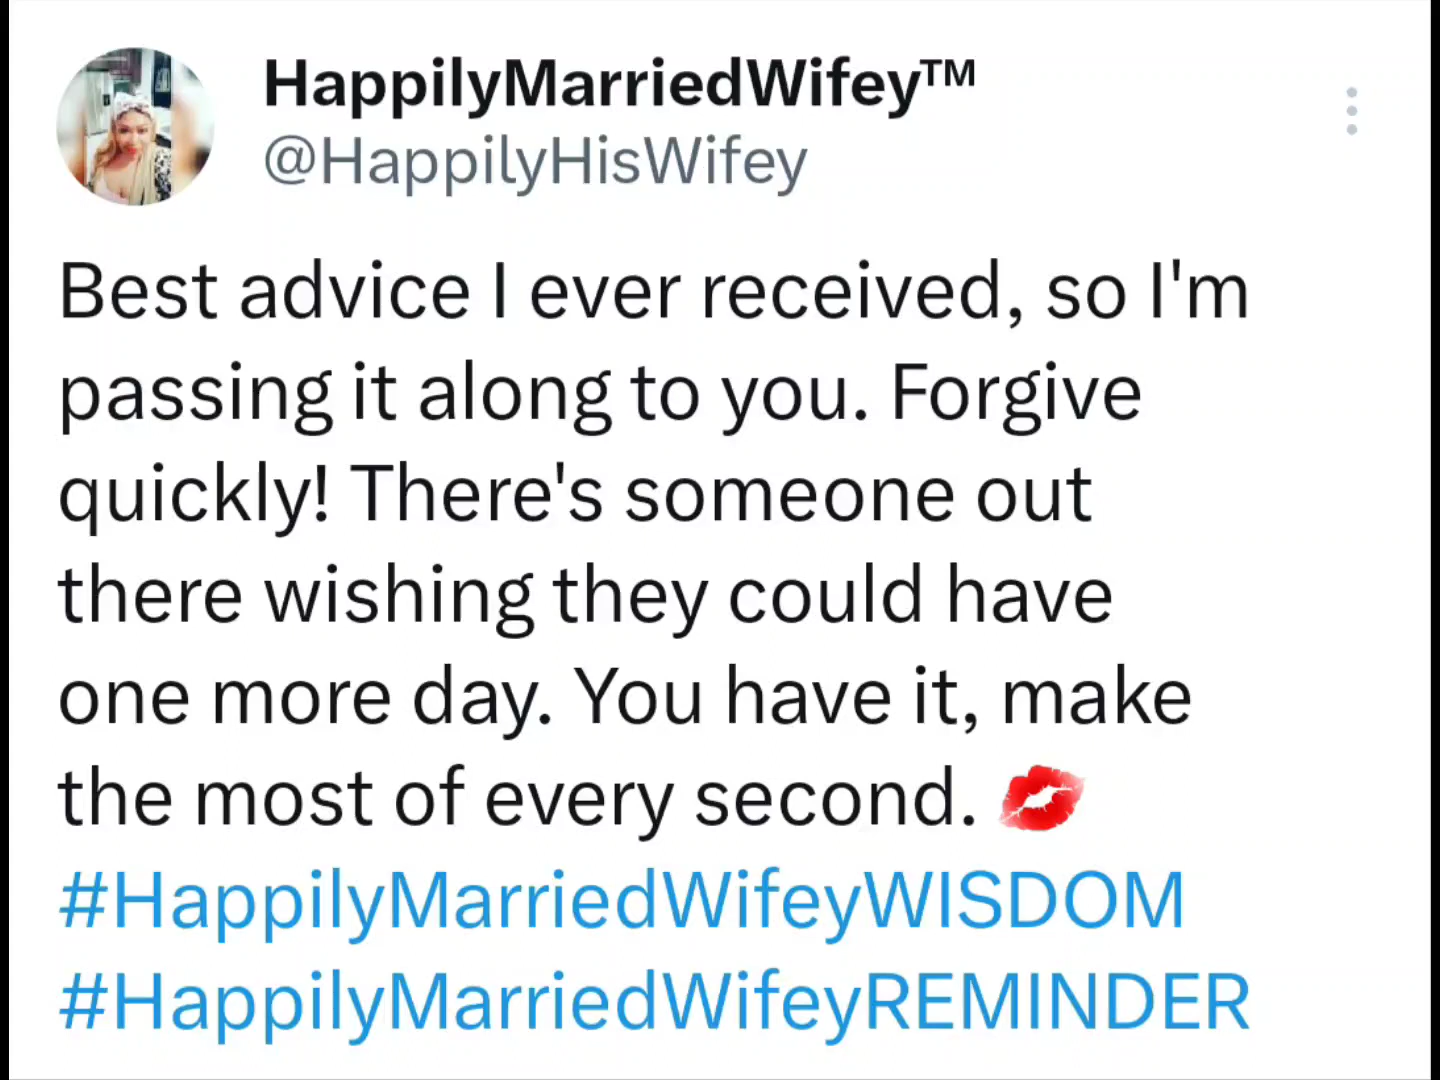 HappilyMarriedWifey™
@HappilyHisWifey
Best advice I ever received, so I'm
passing it along to you. Forgive
quickly! There's someone out
there wishing they could have
one more day. You have it, make
the most of every second. 💋
#HappilyMarriedWifeyWISDOM
#HappilyMarriedWifeyREMINDER